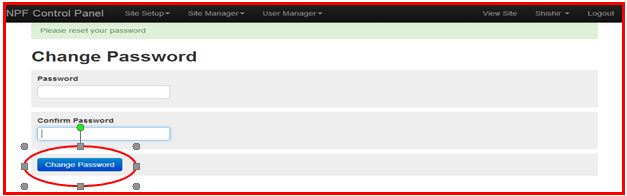 NPF Control Panel Site Setup Site Manager User Manager View Site Shishir Logout
Please reset your password
Change Password
Password
Confirm Password
Change Password